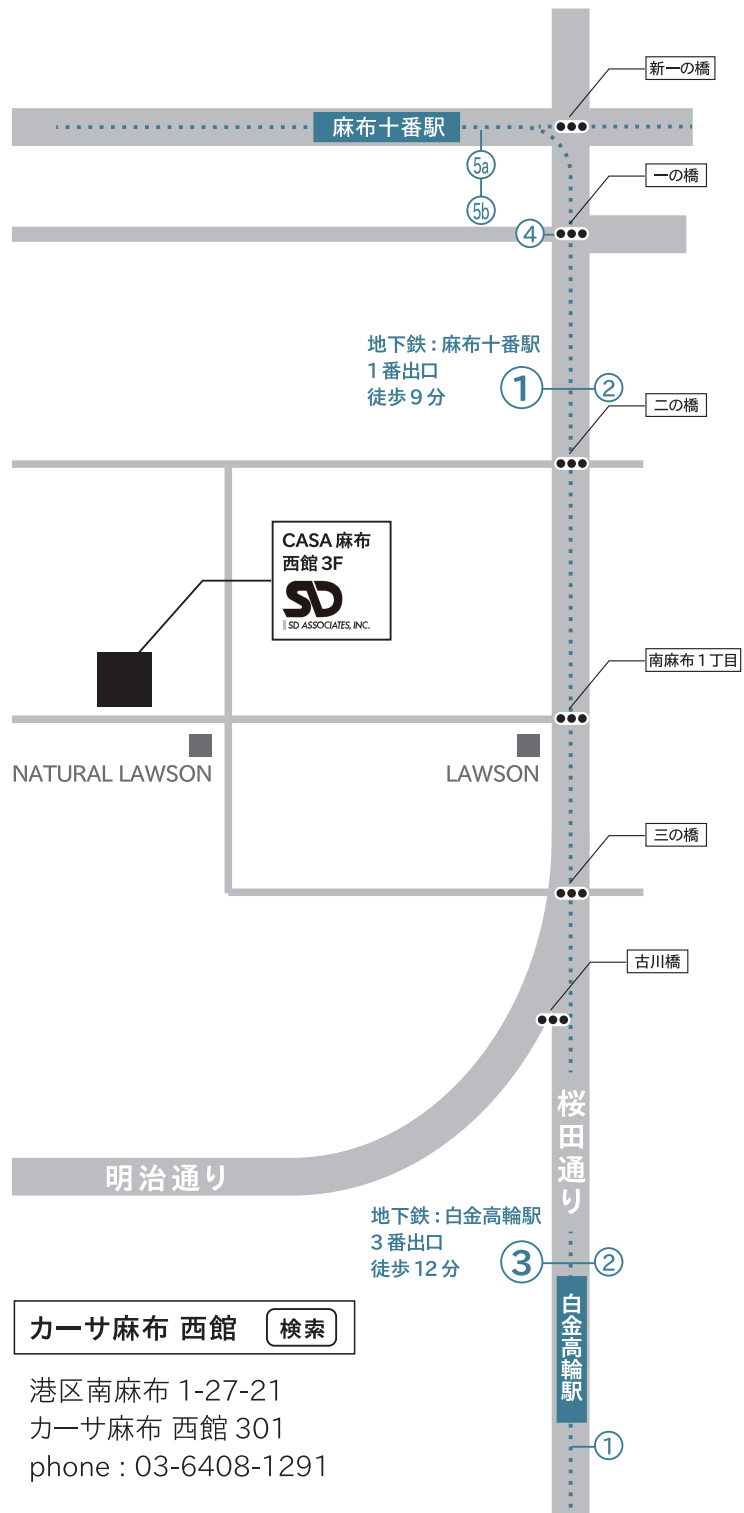 新一の橋
麻布十番駅
5a
一の橋
5b
④
地下鉄 : 麻布十番駅
1番出口
徒歩9分
①
②
二の橋
CASA 麻布
西館 3F
SD
SD ASSOCIATES, INC.
南麻布1丁目
NATURAL LAWSON
LAWSON
三の橋
古川橋
桜田通り
明治通り
地下鉄 : 白金高輪駅
3番出口
徒歩12分
③
②
白金高輪駅
カーサ麻布 西館 検索
港区南麻布 1-27-21
カーサ麻布 西館 301
phone : 03-6408-1291
①